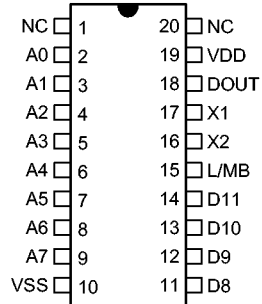 NC 1 20 NC
A0 2 19 VDD
A1 3 18 DOUT
A2 4 17 X1
A3 5 16 X2
A4 6 15 L/MB
A5 7 14 D11
A6 8 13 D10
A7 9 12 D9
VSS 10 11 D8